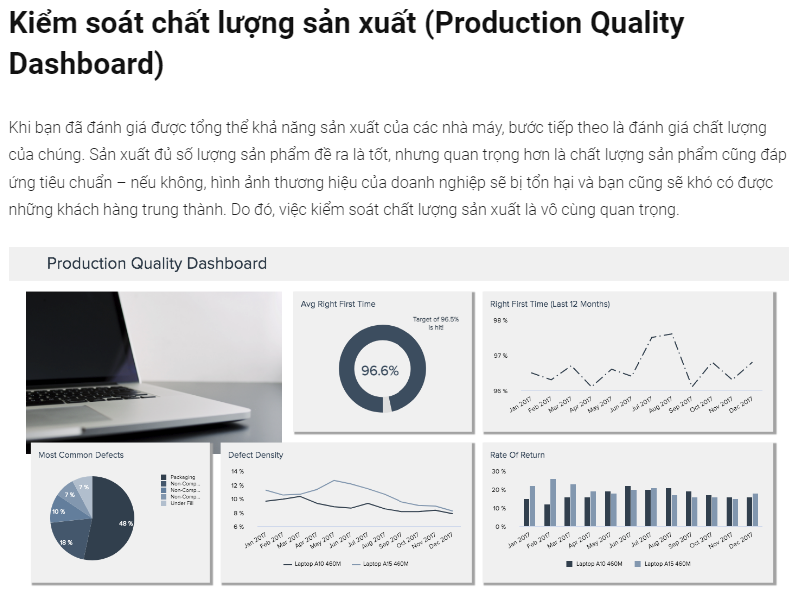 Kiểm soát chất lượng sản xuất (Production Quality
Dashboard)
Khi bạn đã đánh giá được tổng thể khả năng sản xuất của các nhà máy, bước tiếp theo là đánh giá chất lượng
của chúng. Sản xuất đủ số lượng sản phẩm đề ra là tốt, nhưng quan trọng hơn là chất lượng sản phẩm cũng đáp
ứng tiêu chuẩn – nếu không, hình ảnh thương hiệu của doanh nghiệp sẽ bị tổn hại và bạn cũng sẽ khó có được
những khách hàng trung thành. Do đó, việc kiểm soát chất lượng sản xuất là vô cùng quan trọng.
Production Quality Dashboard
Avg Right First Time
Target of 96.5%
is hit!
96.6%
Right First Time (Last 12 Months)
98 %
97 %
96 %
Jan 2017 Feb 2017 Mar 2017 Apr 2017 May 2017 Jun 2017 Jul 2017 Aug 2017 Sep 2017 Oct 2017 Nov 2017 Dec 2017
Most Common Defects
7 %
7 %
10 %
18 %
48 %
Packaging
Non-Comp...
Non-Comp...
Non-Comp...
Under Fill
Defect Density
14 %
12 %
10 %
8 %
6 %
Jan 2017 Feb 2017 Mar 2017 Apr 2017 May 2017 Jun 2017 Jul 2017 Aug 2017 Sep 2017 Oct 2017 Nov 2017 Dec 2017
Laptop A10 460M Laptop A15 460M
Rate Of Return
30 %
20 %
10 %
0 %
Jan 2017 Feb 2017 Mar 2017 Apr 2017 May 2017 Jun 2017 Jul 2017 Aug 2017 Sep 2017 Oct 2017 Nov 2017 Dec 2017
Laptop A10 460M Laptop A15 460M